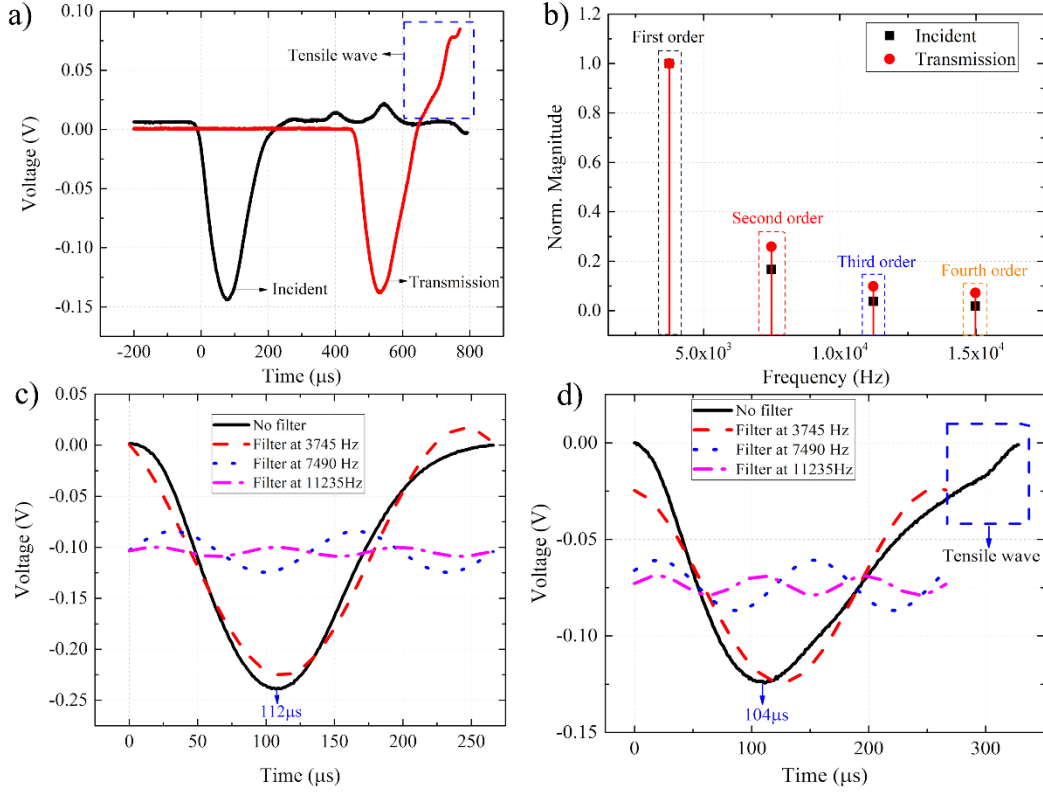 a)
Voltage (V)
0.10
0.05
0.00
-0.05
-0.10
-0.15
-200
0
200
400
600
800
Time (μs)
Tensile wave
Incident
Transmission
b)
Norm. Magnitude
1.2
1.0
0.8
0.6
0.4
0.2
0.0
5.0x10³
1.0x10⁴
1.5x10⁴
Frequency (Hz)
First order
Second order
Third order
Fourth order
Incident
Transmission
c)
Voltage (V)
0.05
0.00
-0.05
-0.10
-0.15
-0.20
-0.25
0
50
100
150
200
250
Time (μs)
No filter
Filter at 3745 Hz
Filter at 7490 Hz
Filter at 11235Hz
112μs
d)
Voltage (V)
0.00
-0.05
-0.10
-0.15
0
100
200
300
Time (μs)
No filter
Filter at 3745 Hz
Filter at 7490 Hz
Filter at 11235Hz
Tensile wave
104μs